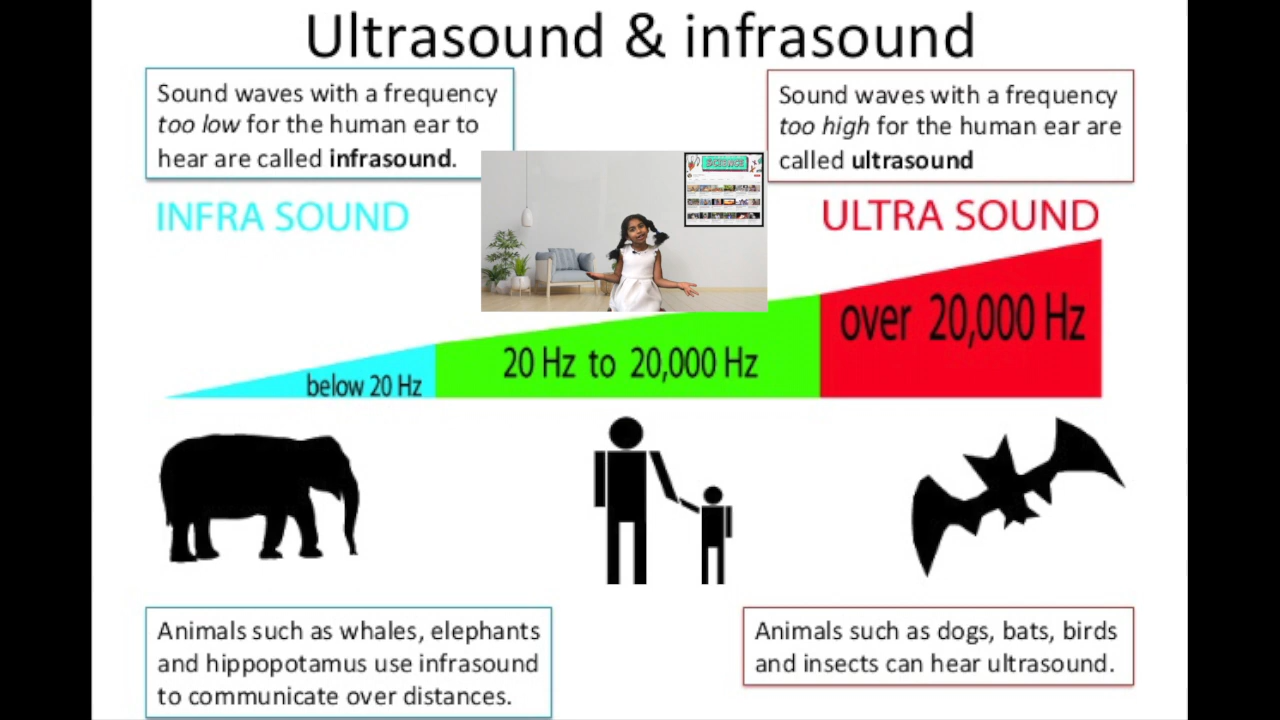 Ultrasound & infrasound
Sound waves with a frequency
too low for the human ear to
hear are called infrasound.
Sound waves with a frequency
too high for the human ear are
called ultrasound
SCIENCE
INFRA SOUND
ULTRA SOUND
below 20 Hz
20 Hz to 20,000 Hz
over 20,000 Hz
Animals such as whales, elephants
and hippopotamus use infrasound
to communicate over distances.
Animals such as dogs, bats, birds
and insects can hear ultrasound.